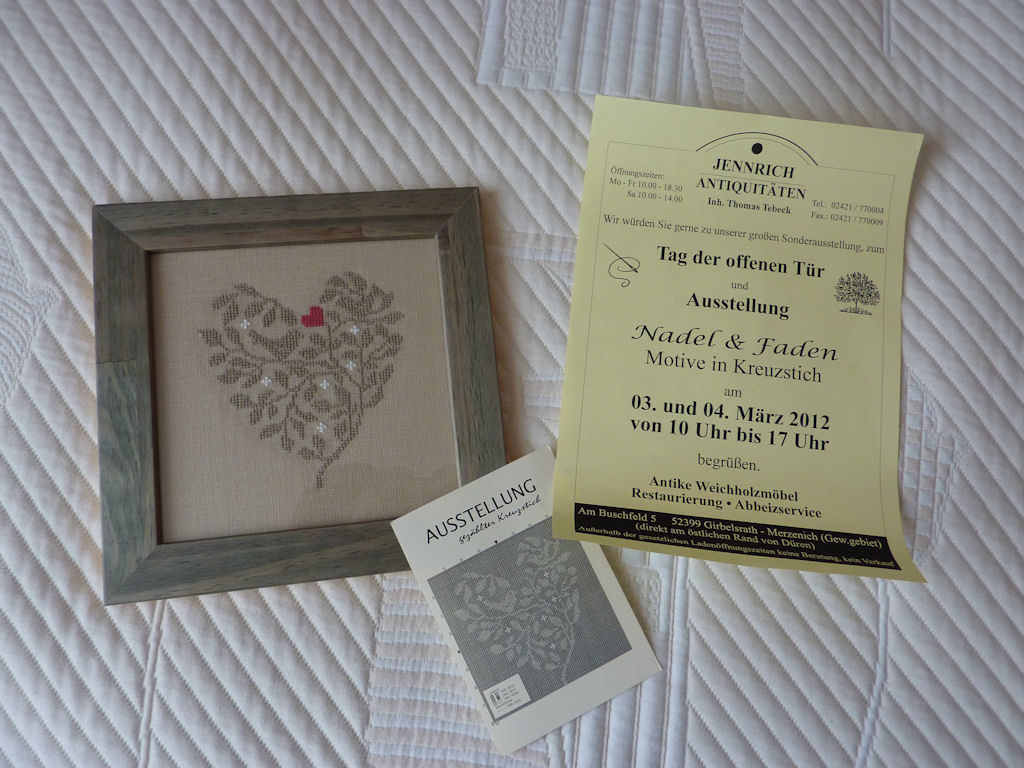 JENNRICH
ANTIQUITÄTEN
Inh. Thomas Tebeck
Öffnungszeiten:
Mo - Fr 10.00 - 18.30
Sa 10.00 - 14.00
Tel.: 02421 / 770004
Fax.: 02421 / 770009
Wir würden Sie gerne zu unserer großen Sonderausstellung, zum
Tag der offenen Tür
und
Ausstellung
Nadel & Faden
Motive in Kreuzstich
am
03. und 04. März 2012
von 10 Uhr bis 17 Uhr
begrüßen.
Antike Weichholzmöbel
Restaurierung • Abbeizservice
Am Buschfeld 5 52399 Girbelsrath - Merzenich (Gew.gebiet)
(direkt am östlichen Rand von Düren)
Außerhalb der gesetzlichen Ladenöffnungszeiten keine Beratung, kein Verkauf
AUSSTELLUNG
gezählter Kreuzstich